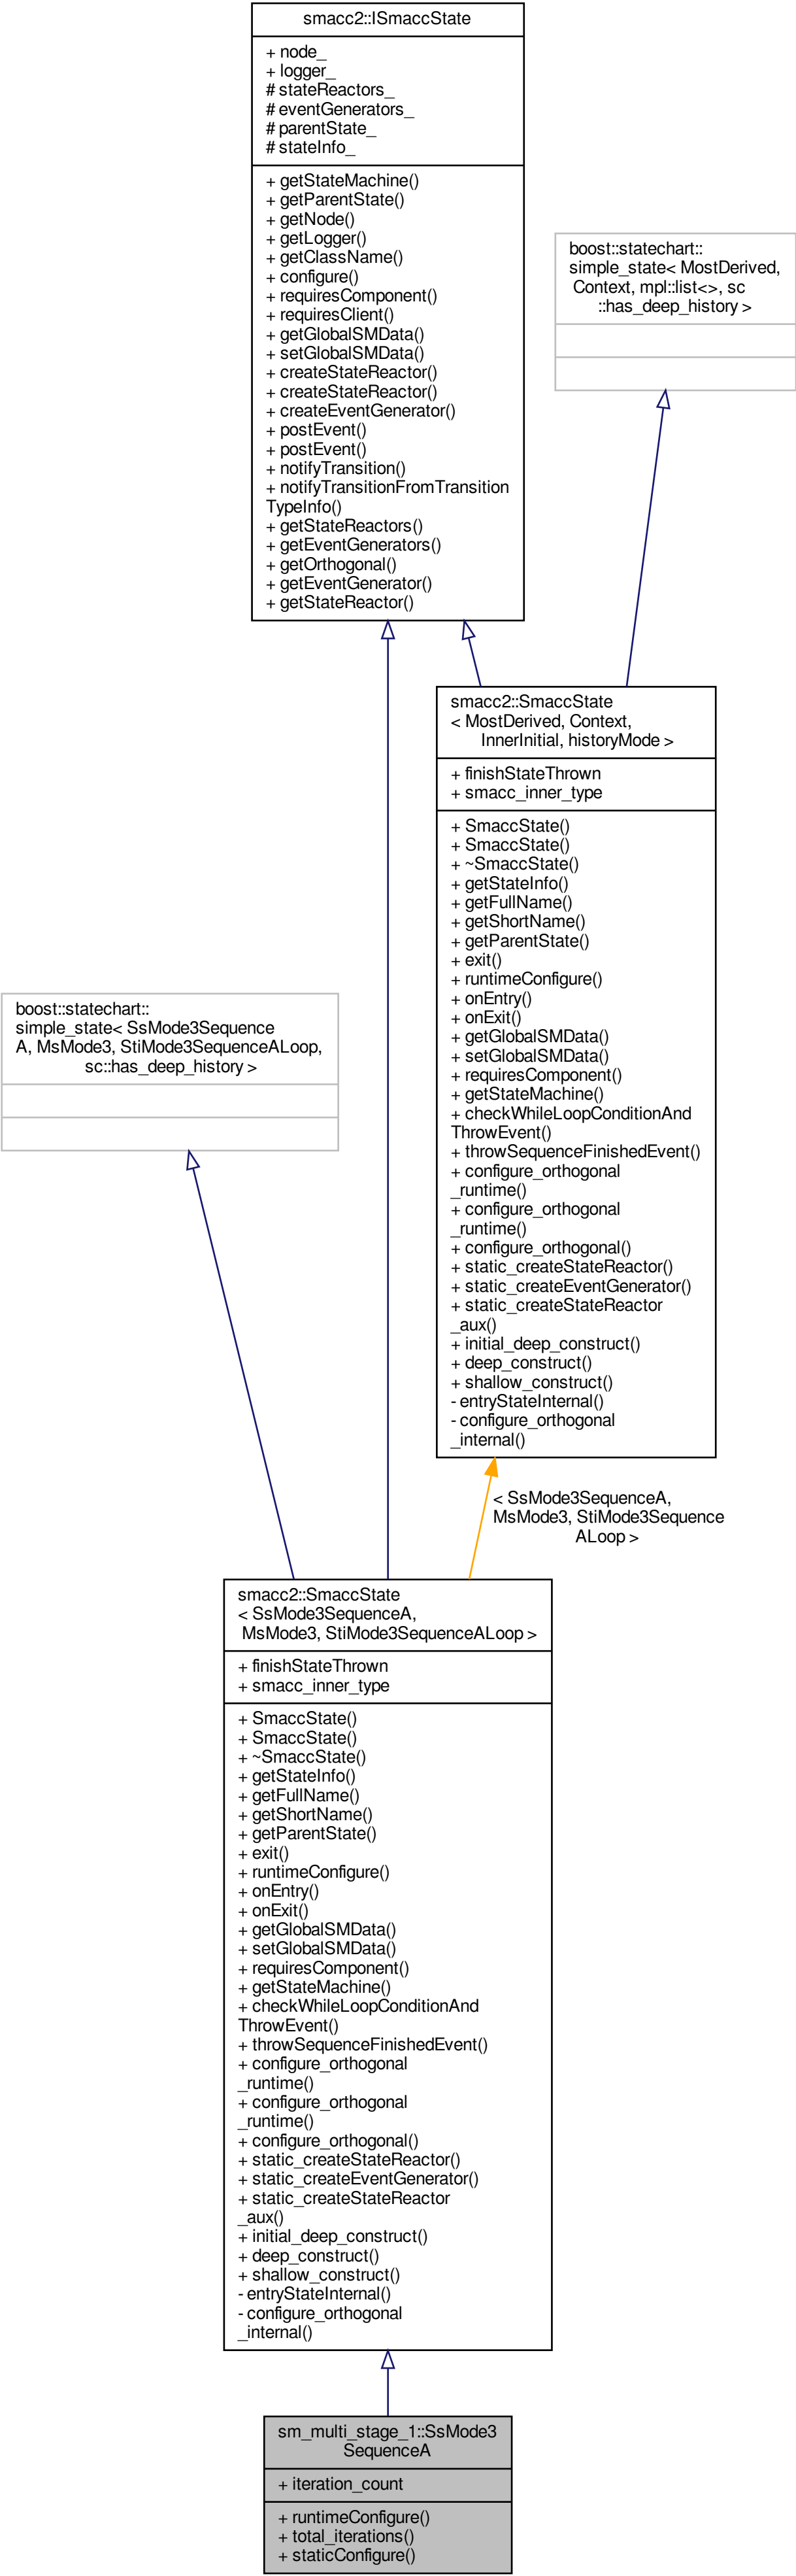 smacc2::ISmaccState
+ node_
+ logger_
# stateReactors_
# eventGenerators_
# parentState_
# stateInfo_
+ getStateMachine()
+ getParentState()
+ getNode()
+ getLogger()
+ getClassName()
+ configure()
+ requiresComponent()
+ requiresClient()
+ getGlobalSMData()
+ setGlobalSMData()
+ createStateReactor()
+ createStateReactor()
+ createEventGenerator()
+ postEvent()
+ postEvent()
+ notifyTransition()
+ notifyTransitionFromTransition
TypeInfo()
+ getStateReactors()
+ getEventGenerators()
+ getOrthogonal()
+ getEventGenerator()
+ getStateReactor()
boost::statechart::
simple_state< MostDerived,
Context, mpl::list<>, sc
::has_deep_history >
smacc2::SmaccState
< MostDerived, Context,
InnerInitial, historyMode >
+ finishStateThrown
+ smacc_inner_type
+ SmaccState()
+ SmaccState()
+ ~SmaccState()
+ getStateInfo()
+ getFullName()
+ getShortName()
+ getParentState()
+ exit()
+ runtimeConfigure()
+ onEntry()
+ onExit()
+ getGlobalSMData()
+ setGlobalSMData()
+ requiresComponent()
+ getStateMachine()
+ checkWhileLoopConditionAnd
ThrowEvent()
+ throwSequenceFinishedEvent()
+ configure_orthogonal
_runtime()
+ configure_orthogonal
_runtime()
+ configure_orthogonal()
+ static_createStateReactor()
+ static_createEventGenerator()
+ static_createStateReactor
_aux()
+ initial_deep_construct()
+ deep_construct()
+ shallow_construct()
- entryStateInternal()
- configure_orthogonal
_internal()
boost::statechart::
simple_state< SsMode3Sequence
A, MsMode3, StiMode3SequenceALoop,
sc::has_deep_history >
< SsMode3SequenceA,
MsMode3, StiMode3Sequence
ALoop >
smacc2::SmaccState
< SsMode3SequenceA,
MsMode3, StiMode3SequenceALoop >
+ finishStateThrown
+ smacc_inner_type
+ SmaccState()
+ SmaccState()
+ ~SmaccState()
+ getStateInfo()
+ getFullName()
+ getShortName()
+ getParentState()
+ exit()
+ runtimeConfigure()
+ onEntry()
+ onExit()
+ getGlobalSMData()
+ setGlobalSMData()
+ requiresComponent()
+ getStateMachine()
+ checkWhileLoopConditionAnd
ThrowEvent()
+ throwSequenceFinishedEvent()
+ configure_orthogonal
_runtime()
+ configure_orthogonal
_runtime()
+ configure_orthogonal()
+ static_createStateReactor()
+ static_createEventGenerator()
+ static_createStateReactor
_aux()
+ initial_deep_construct()
+ deep_construct()
+ shallow_construct()
- entryStateInternal()
- configure_orthogonal
_internal()
sm_multi_stage_1::SsMode3
SequenceA
+ iteration_count
+ runtimeConfigure()
+ total_iterations()
+ staticConfigure()